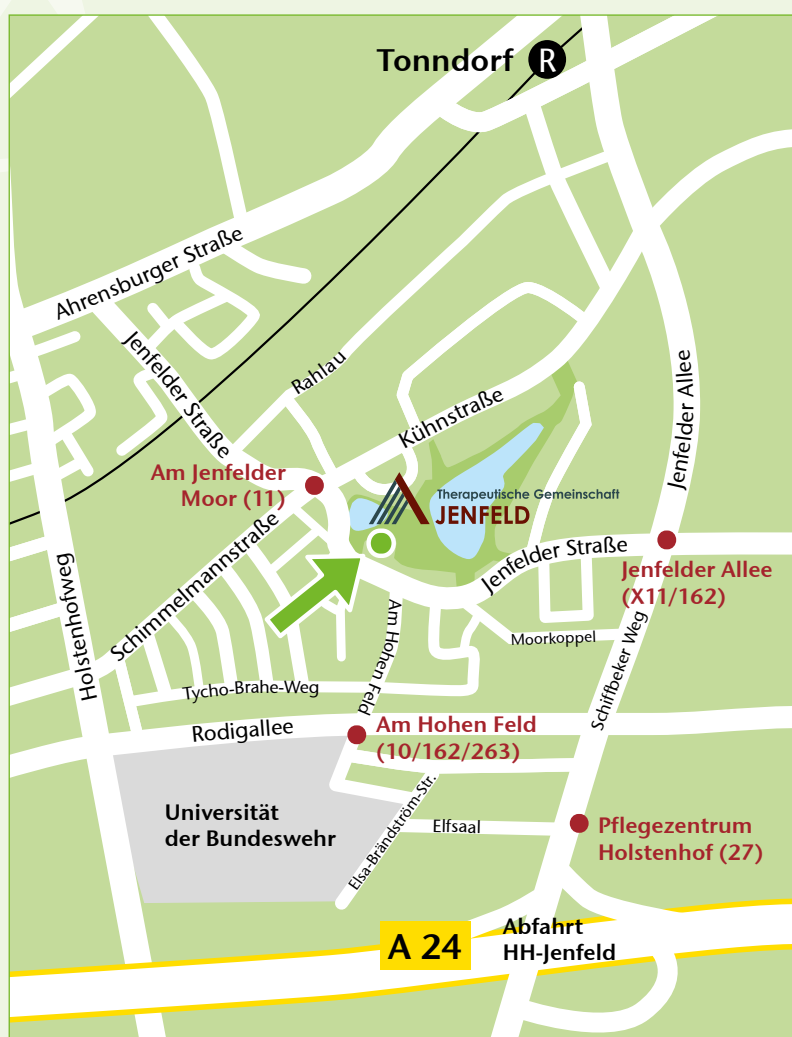 Tonndorf R
Ahrensburger Straße
Jenfelder Straße
Rahlau
Kühnstraße
Jenfelder Allee
Am Jenfelder
Moor (11)
Therapeutische Gemeinschaft
JENFELD
Schimmelmannstraße
Jenfelder Straße
Jenfelder Allee
(X11/162)
Holstenhofweg
Am Hohen Feld
Moorkoppel
Schiffbeker Weg
Tycho-Brahe-Weg
Rodigallee
Am Hohen Feld
(10/162/263)
Universität
der Bundeswehr
Elsa-Brändström-Str.
Elfsaal
Pflegezentrum
Holstenhof (27)
A 24
Abfahrt
HH-Jenfeld